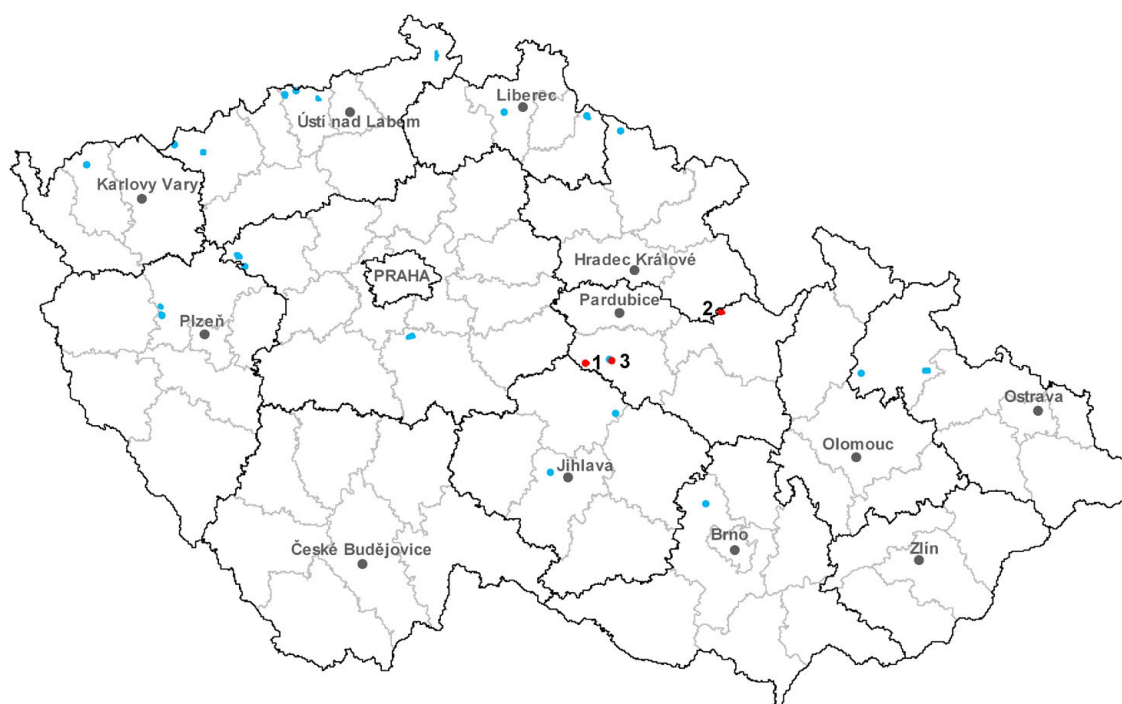 Liberec
Ústí nad Labem
Karlovy Vary
Hradec Králové
PRAHA
Pardubice
2
Plzeň
1
3
Ostrava
Olomouc
Jihlava
Brno
České Budějovice
Zlín